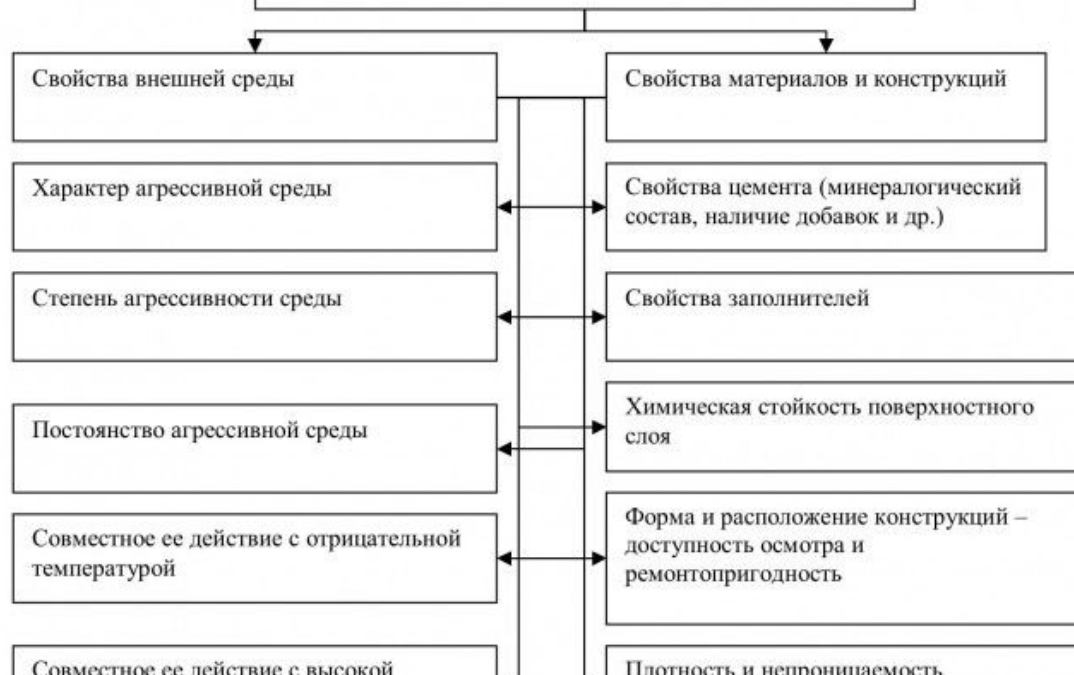 Свойства внешней среды
Свойства материалов и конструкций
Характер агрессивной среды
Свойства цемента (минералогический
состав, наличие добавок и др.)
Степень агрессивности среды
Свойства заполнителей
Постоянство агрессивной среды
Химическая стойкость поверхностного
слоя
Совместное ее действие с отрицательной
температурой
Форма и расположение конструкций –
доступность осмотра и
ремонтопригодность
Совместное ее действие с высокой
Плотность и непроницаемость